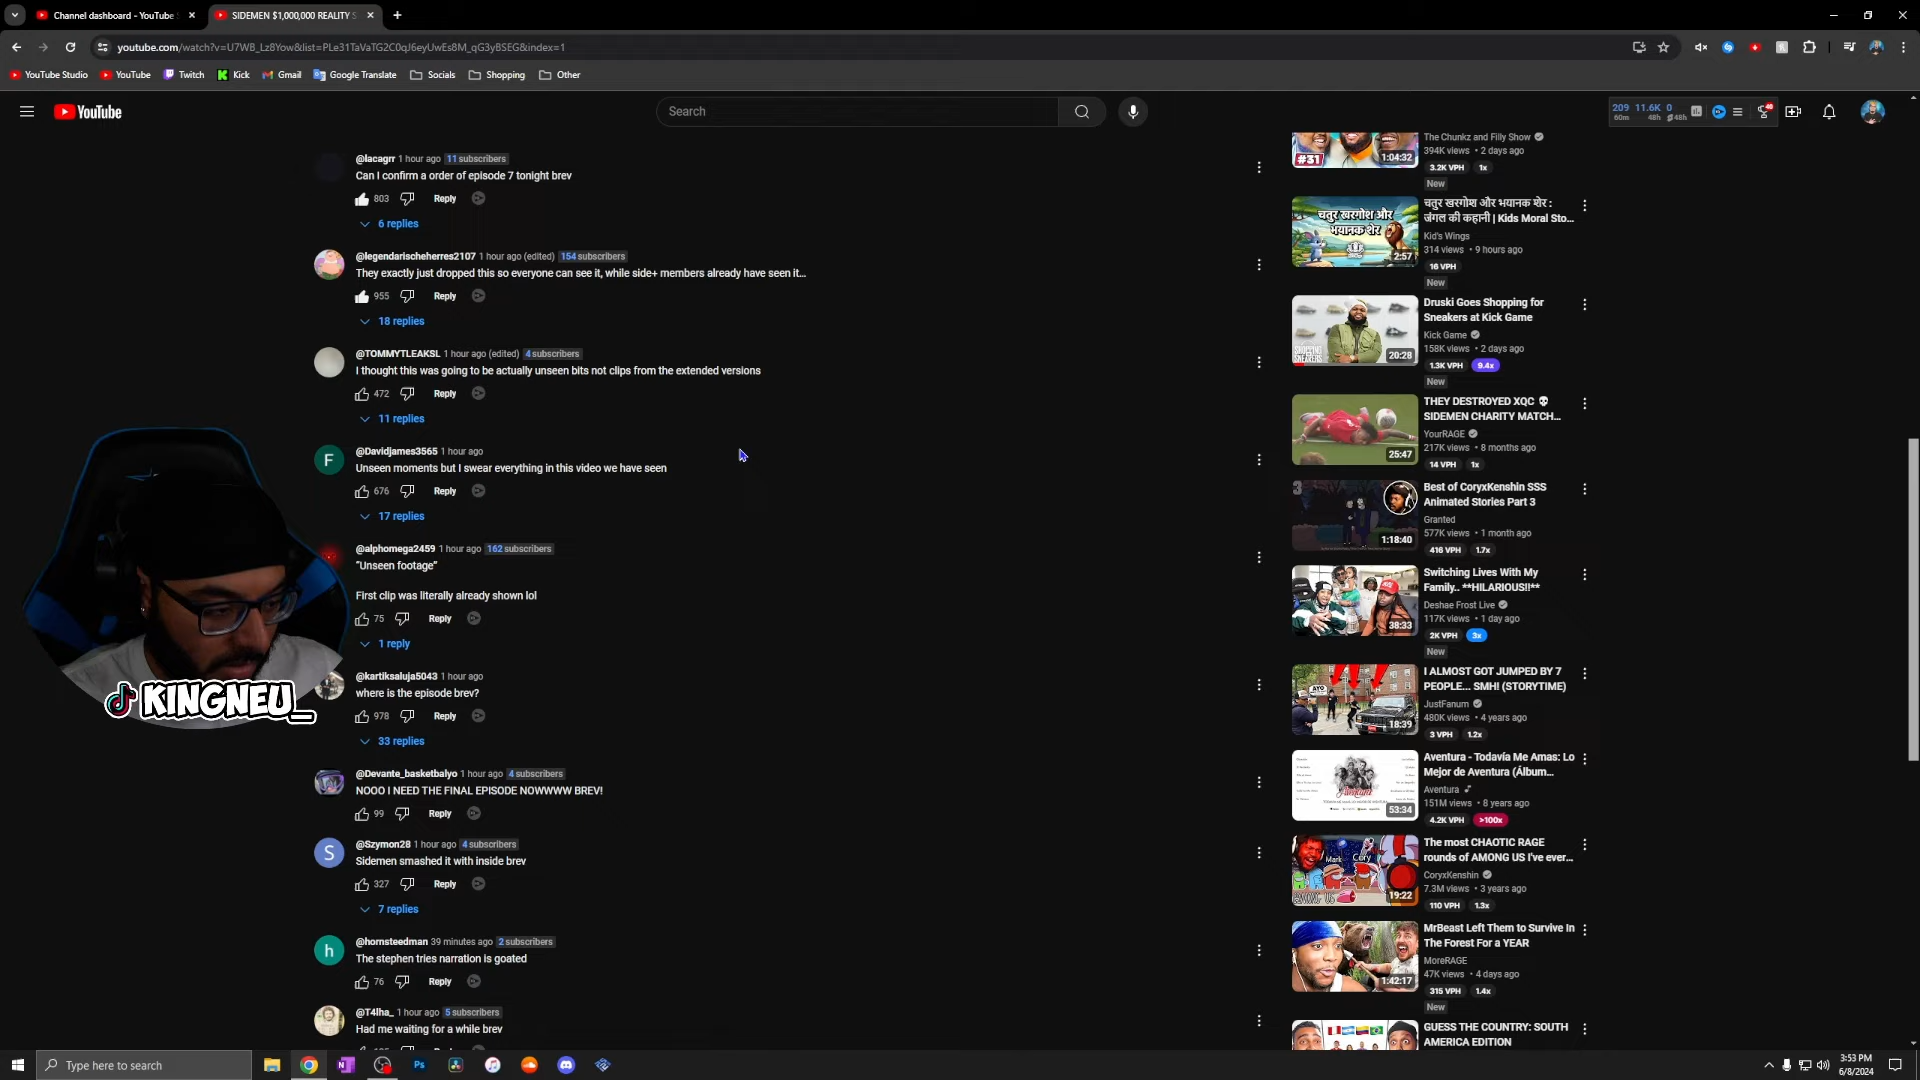 Channel dashboard - YouTube
SIDEMEN $1,000,000 REALITY S
youtube.com/watch?v=U7WB_Lz8Yow&list=PLe31TaVaTG2C0qJ6eyUwEs8M_qG3yBSEG&index=1
YouTube Studio
YouTube
Twitch
Kick
Gmail
Google Translate
Socials
Shopping
Other
YouTube
Search
209 11.6K 0
60m 48h 48h
@lacagrr 1 hour ago 11 subscribers
Can I confirm a order of episode 7 tonight brev
803 Reply
6 replies
@legendarischeherres2107 1 hour ago (edited) 154 subscribers
They exactly just dropped this so everyone can see it, while side+ members already have seen it...
955 Reply
18 replies
@TOMMYTLEAKSL 1 hour ago (edited) 4 subscribers
I thought this was going to be actually unseen bits not clips from the extended versions
472 Reply
11 replies
F
@Davidjames3565 1 hour ago
Unseen moments but I swear everything in this video we have seen
676 Reply
17 replies
@alphomega2459 1 hour ago 162 subscribers
"Unseen footage"
First clip was literally already shown lol
75 Reply
1 reply
@kartiksaluja5043 1 hour ago
where is the episode brev?
978 Reply
33 replies
@Devante_basketbalyo 1 hour ago 4 subscribers
NOOO I NEED THE FINAL EPISODE NOWWWW BREV!
99 Reply
S
@Szymon28 1 hour ago 4 subscribers
Sidemen smashed it with inside brev
327 Reply
7 replies
h
@hornsteedman 39 minutes ago 2 subscribers
The stephen tries narration is goated
76 Reply
@T4lha_ 1 hour ago 5 subscribers
Had me waiting for a while brev
KINGNEU_
#31
1:04:32
The Chunkz and Filly Show
394K views • 2 days ago
3.2K VPH 1x
New
चतुर खरगोश और
भयानक शेर
2:57
चतुर खरगोश और भयानक शेर :
जंगल की कहानी | Kids Moral Sto...
Kid's Wings
314 views • 9 hours ago
16 VPH
New
SHOPPING
SNEAKERS
20:28
Druski Goes Shopping for
Sneakers at Kick Game
Kick Game
158K views • 2 days ago
1.3K VPH 9.4x
New
25:47
THEY DESTROYED XQC 💀
SIDEMEN CHARITY MATCH...
YourRAGE
217K views • 8 months ago
14 VPH 1x
3
1:18:40
Best of CoryxKenshin SSS
Animated Stories Part 3
Granted
577K views • 1 month ago
416 VPH 1.7x
38:33
Switching Lives With My
Family.. **HILARIOUS!!**
Deshae Frost Live
117K views • 1 day ago
2K VPH 3x
New
AYO
18:39
I ALMOST GOT JUMPED BY 7
PEOPLE... SMH! (STORYTIME)
JustFanum
480K views • 4 years ago
3 VPH 1.2x
53:34
Aventura - Todavía Me Amas: Lo
Mejor de Aventura (Álbum...
Aventura
151M views • 8 years ago
4.2K VPH >100x
Mark Cory
AMONG US
19:22
The most CHAOTIC RAGE
rounds of AMONG US I've ever...
CoryxKenshin
7.3M views • 3 years ago
110 VPH 1.3x
1:42:17
MrBeast Left Them to Survive In
The Forest For a YEAR
MoreRAGE
47K views • 4 days ago
315 VPH 1.4x
New
GUESS THE COUNTRY: SOUTH
AMERICA EDITION
Type here to search
3:53 PM
6/8/2024